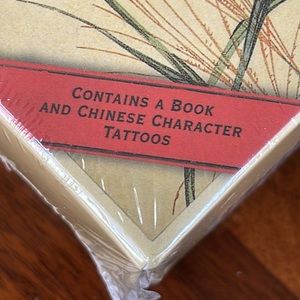 CONTAINS A BOOK
AND CHINESE CHARACTER
TATTOOS